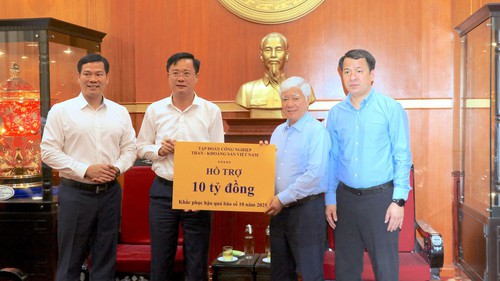 TẬP ĐOÀN CÔNG NGHIỆP
THAN - KHOÁNG SẢN VIỆT NAM
HỖ TRỢ
10 tỷ đồng
Khắc phục hậu quả bão số 10 năm 2025